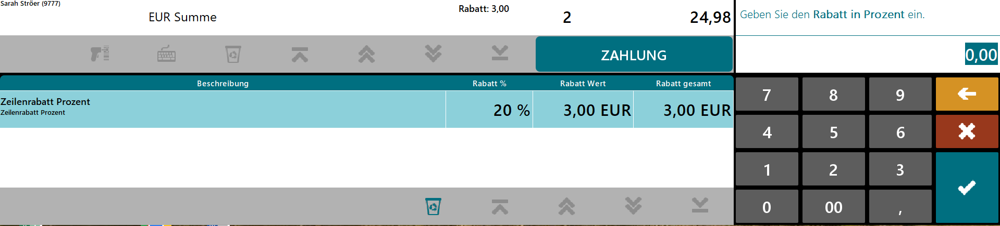 Sarah Ströer (9777)
EUR Summe
Rabatt: 3,00
2
24,98
ZAHLUNG
Beschreibung
Rabatt %
Rabatt Wert
Rabatt gesamt
Zeilenrabatt Prozent
Zeilenrabatt Prozent
20 %
3,00 EUR
3,00 EUR
Geben Sie den Rabatt in Prozent ein.
0,00
7
8
9
4
5
6
1
2
3
0
00
,